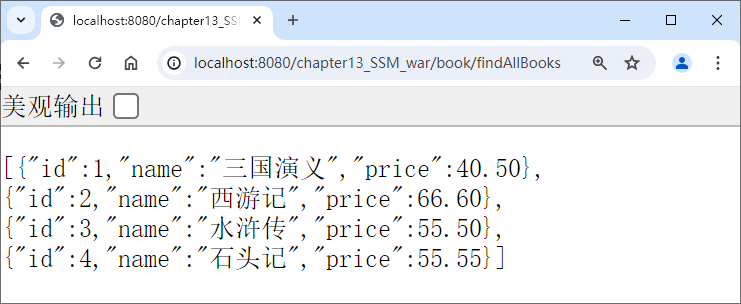 localhost:8080/chapter13_SS
localhost:8080/chapter13_SSM_war/book/findAllBooks
美观输出
[{"id":1,"name":"三国演义","price":40.50},
{"id":2,"name":"西游记","price":66.60},
{"id":3,"name":"水浒传","price":55.50},
{"id":4,"name":"石头记","price":55.55}]